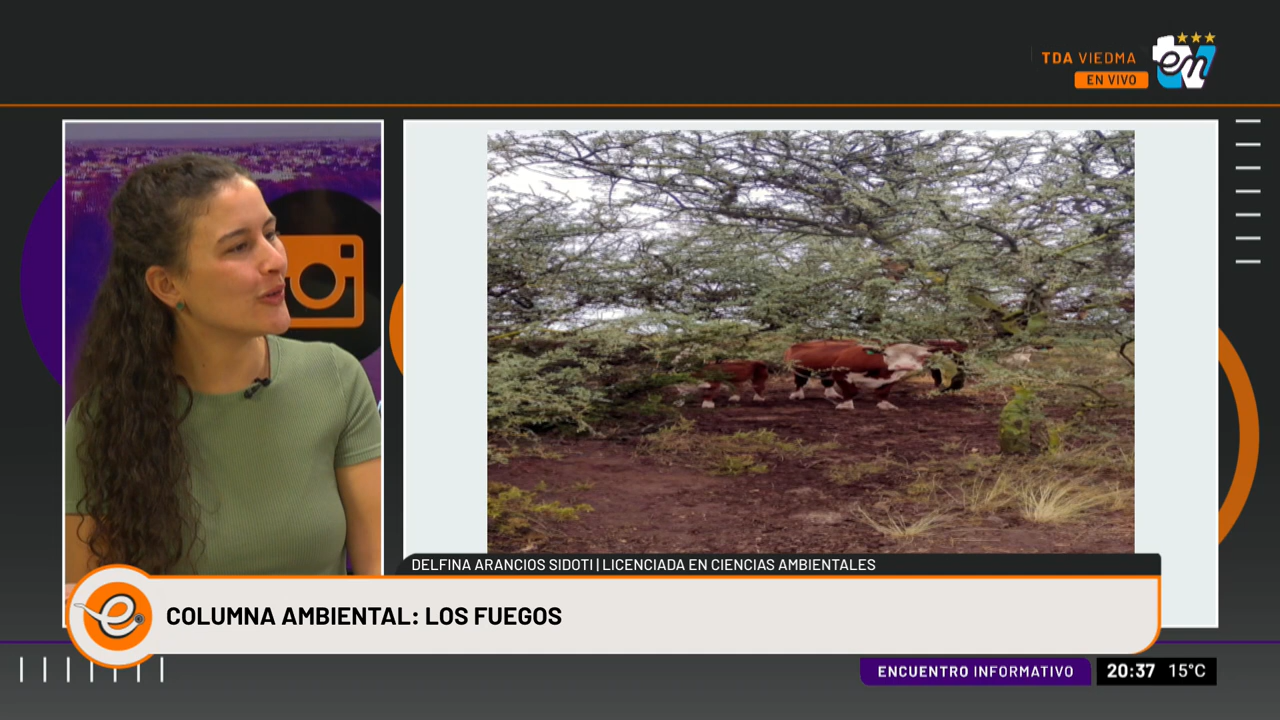 TDA VIEDMA
EN VIVO
en
DELFINA ARANCIOS SIDOTI | LICENCIADA EN CIENCIAS AMBIENTALES
e
COLUMNA AMBIENTAL: LOS FUEGOS
ENCUENTRO INFORMATIVO
20:37 15°C